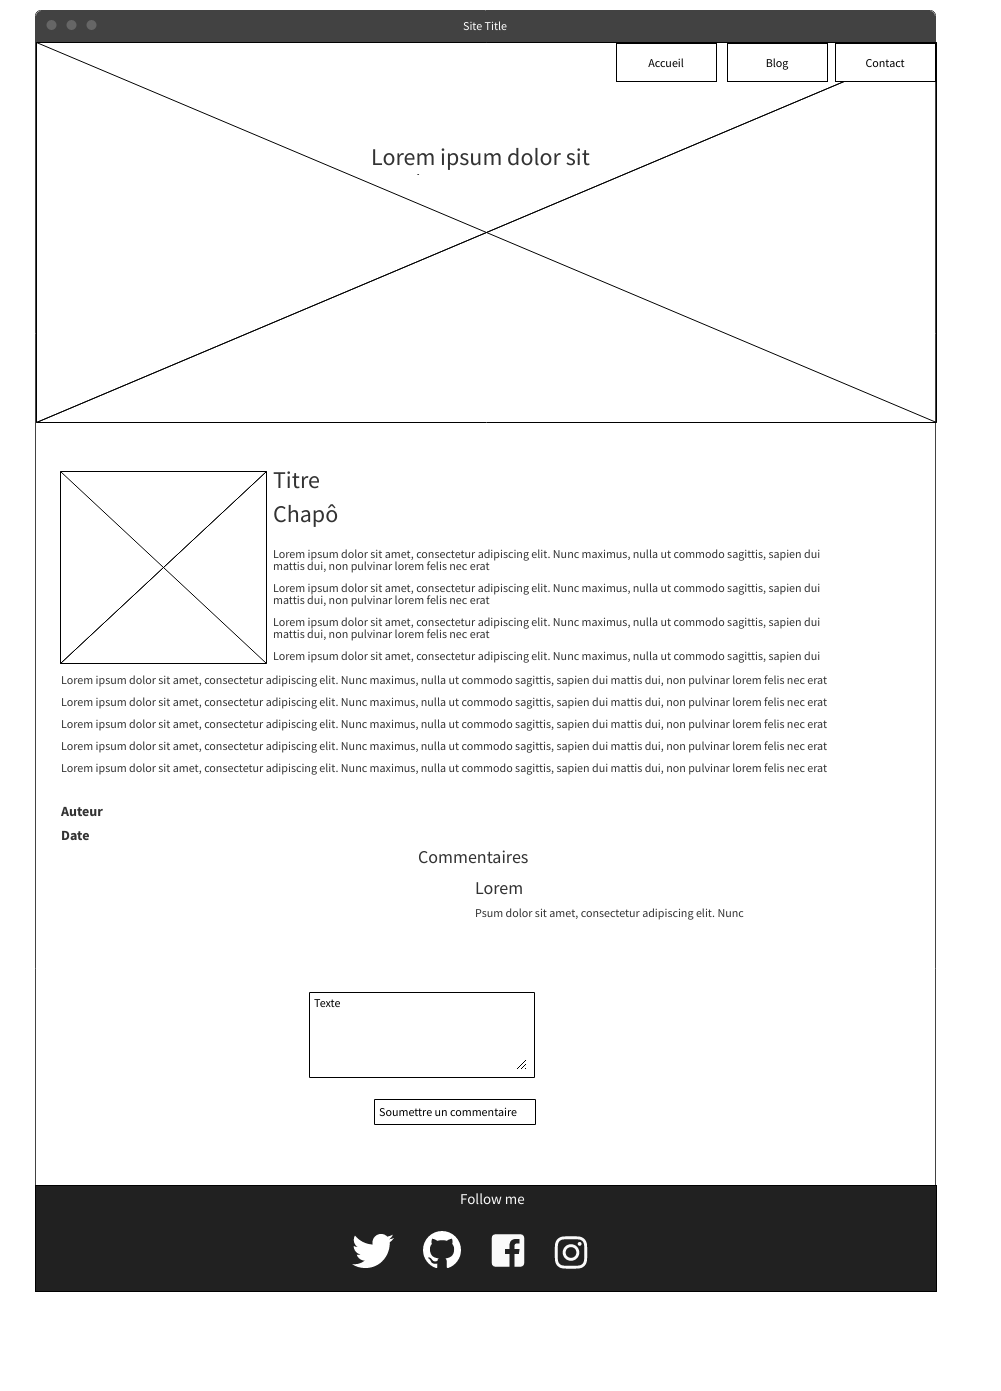 Site Title
Accueil
Blog
Contact
Lorem ipsum dolor sit
Titre
Chapô
Lorem ipsum dolor sit amet, consectetur adipiscing elit. Nunc maximus, nulla ut commodo sagittis, sapien dui
mattis dui, non pulvinar lorem felis nec erat
Lorem ipsum dolor sit amet, consectetur adipiscing elit. Nunc maximus, nulla ut commodo sagittis, sapien dui
mattis dui, non pulvinar lorem felis nec erat
Lorem ipsum dolor sit amet, consectetur adipiscing elit. Nunc maximus, nulla ut commodo sagittis, sapien dui
mattis dui, non pulvinar lorem felis nec erat
Lorem ipsum dolor sit amet, consectetur adipiscing elit. Nunc maximus, nulla ut commodo sagittis, sapien dui
Lorem ipsum dolor sit amet, consectetur adipiscing elit. Nunc maximus, nulla ut commodo sagittis, sapien dui mattis dui, non pulvinar lorem felis nec erat
Lorem ipsum dolor sit amet, consectetur adipiscing elit. Nunc maximus, nulla ut commodo sagittis, sapien dui mattis dui, non pulvinar lorem felis nec erat
Lorem ipsum dolor sit amet, consectetur adipiscing elit. Nunc maximus, nulla ut commodo sagittis, sapien dui mattis dui, non pulvinar lorem felis nec erat
Lorem ipsum dolor sit amet, consectetur adipiscing elit. Nunc maximus, nulla ut commodo sagittis, sapien dui mattis dui, non pulvinar lorem felis nec erat
Lorem ipsum dolor sit amet, consectetur adipiscing elit. Nunc maximus, nulla ut commodo sagittis, sapien dui mattis dui, non pulvinar lorem felis nec erat
Auteur
Date
Commentaires
Lorem
Psum dolor sit amet, consectetur adipiscing elit. Nunc
Texte
Soumettre un commentaire
Follow me